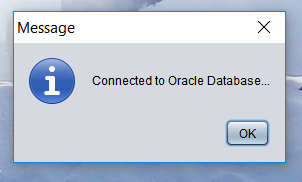 Message
Connected to Oracle Database...
OK